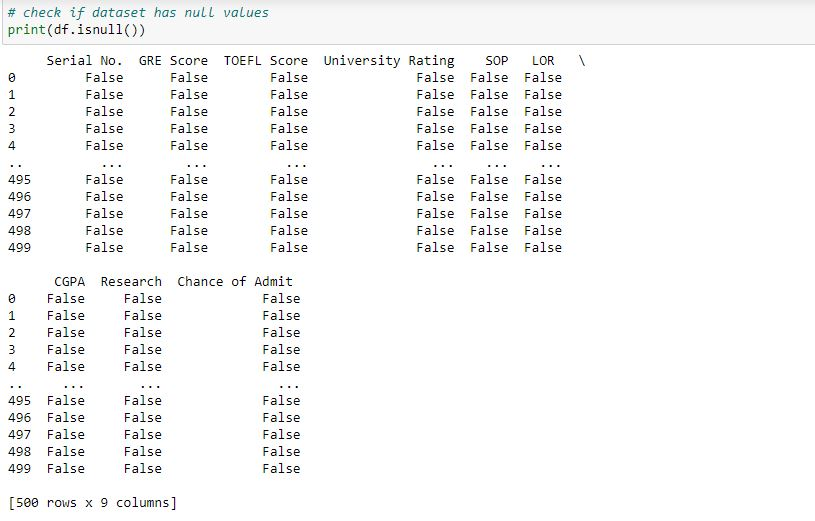 # check if dataset has null values
print(df.isnull())
     Serial No.  GRE Score  TOEFL Score  University Rating    SOP   LOR   \
0         False      False        False              False  False  False
1         False      False        False              False  False  False
2         False      False        False              False  False  False
3         False      False        False              False  False  False
4         False      False        False              False  False  False
..          ...        ...          ...                ...    ...    ...
495       False      False        False              False  False  False
496       False      False        False              False  False  False
497       False      False        False              False  False  False
498       False      False        False              False  False  False
499       False      False        False              False  False  False
      CGPA  Research  Chance of Admit
0    False     False             False
1    False     False             False
2    False     False             False
3    False     False             False
4    False     False             False
..     ...       ...               ...
495  False     False             False
496  False     False             False
497  False     False             False
498  False     False             False
499  False     False             False
[500 rows x 9 columns]